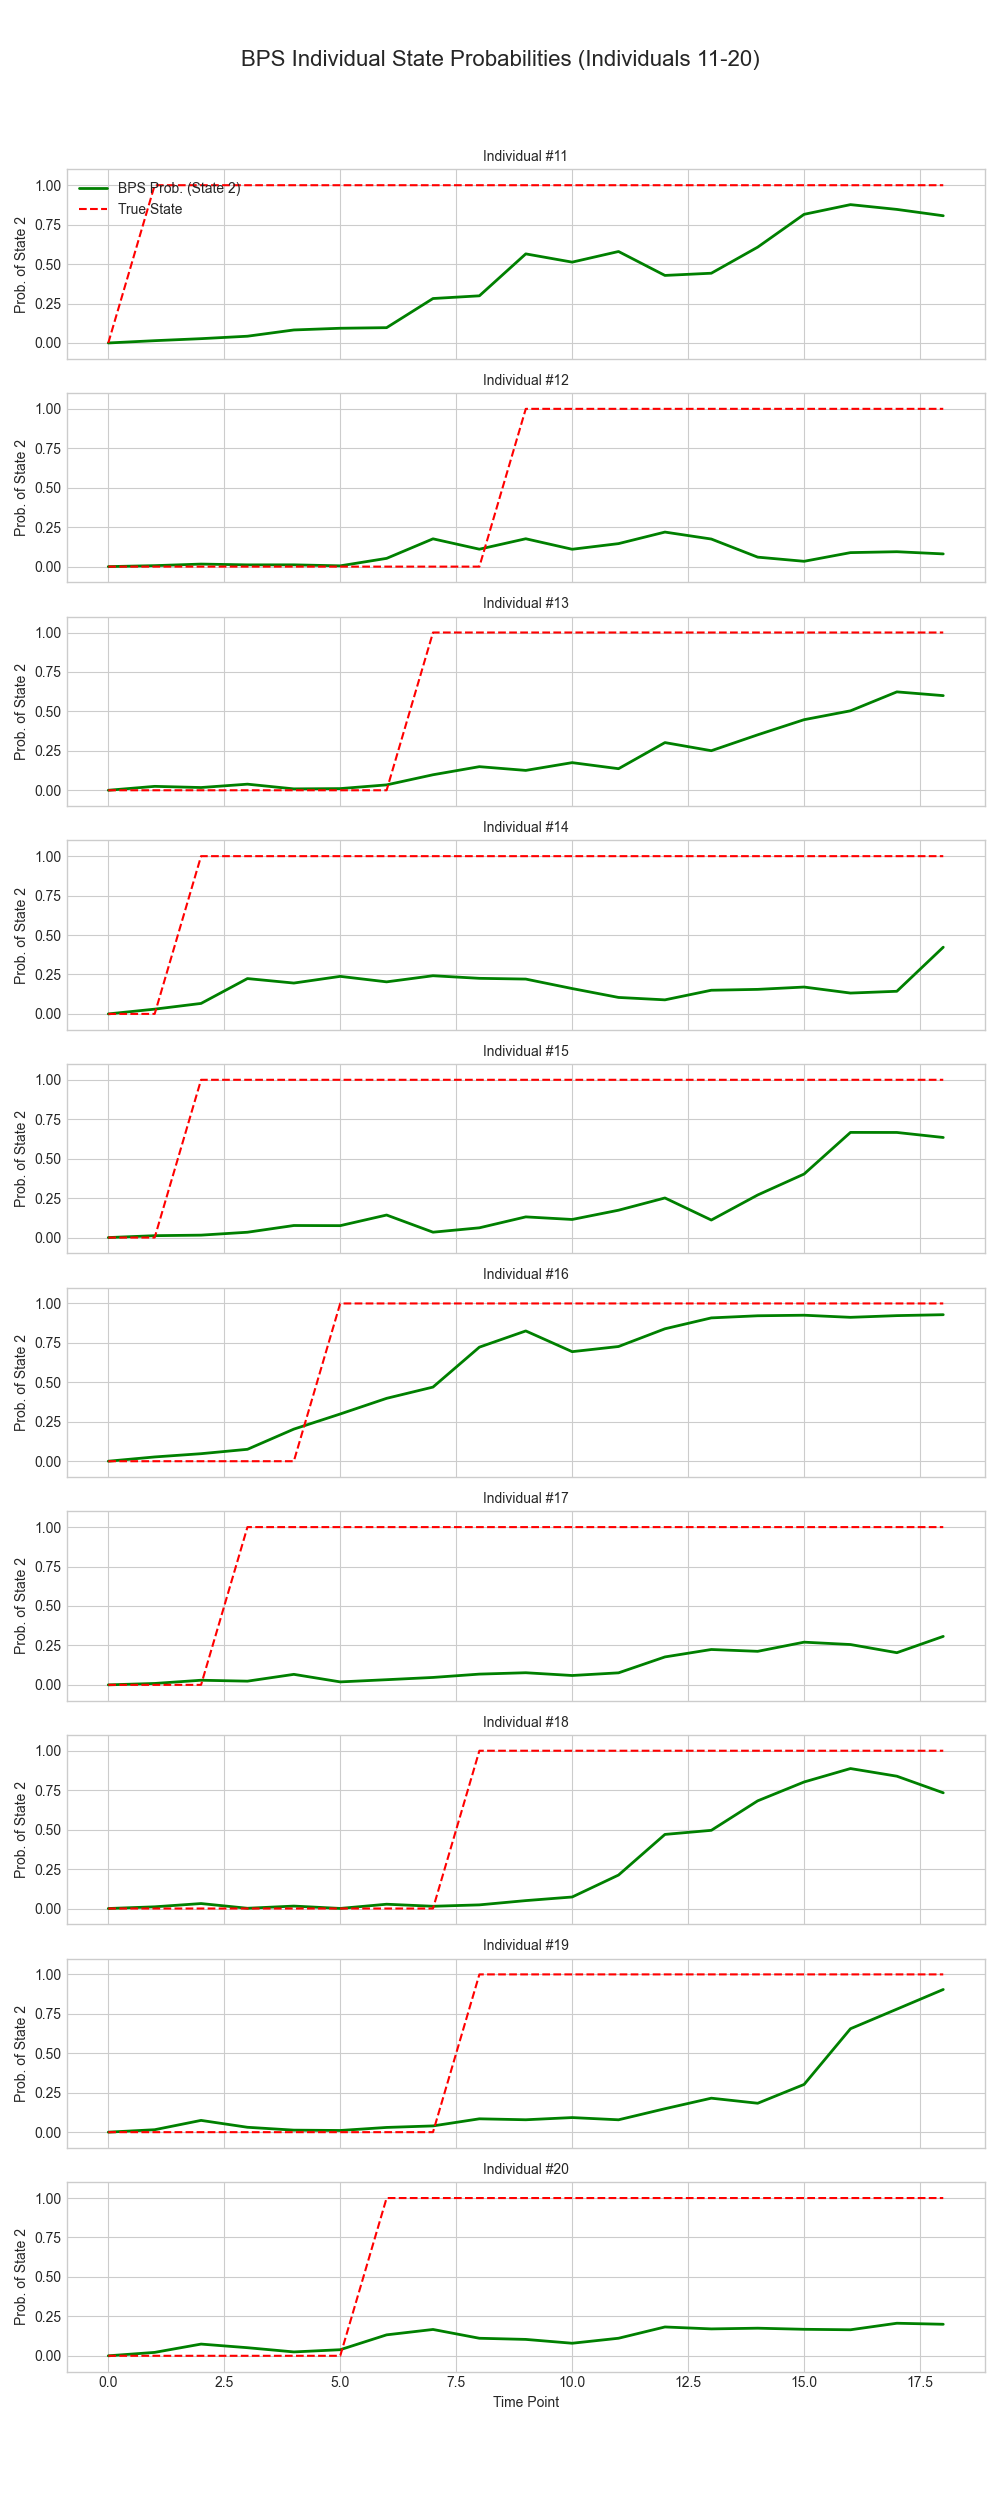 BPS Individual State Probabilities (Individuals 11-20)
Individual #11
Prob. of State 2
1.00
0.75
0.50
0.25
0.00
BPS Prob. (State 2)
True State
Individual #12
Prob. of State 2
1.00
0.75
0.50
0.25
0.00
Individual #13
Prob. of State 2
1.00
0.75
0.50
0.25
0.00
Individual #14
Prob. of State 2
1.00
0.75
0.50
0.25
0.00
Individual #15
Prob. of State 2
1.00
0.75
0.50
0.25
0.00
Individual #16
Prob. of State 2
1.00
0.75
0.50
0.25
0.00
Individual #17
Prob. of State 2
1.00
0.75
0.50
0.25
0.00
Individual #18
Prob. of State 2
1.00
0.75
0.50
0.25
0.00
Individual #19
Prob. of State 2
1.00
0.75
0.50
0.25
0.00
Individual #20
Prob. of State 2
1.00
0.75
0.50
0.25
0.00
0.0 2.5 5.0 7.5 10.0 12.5 15.0 17.5
Time Point